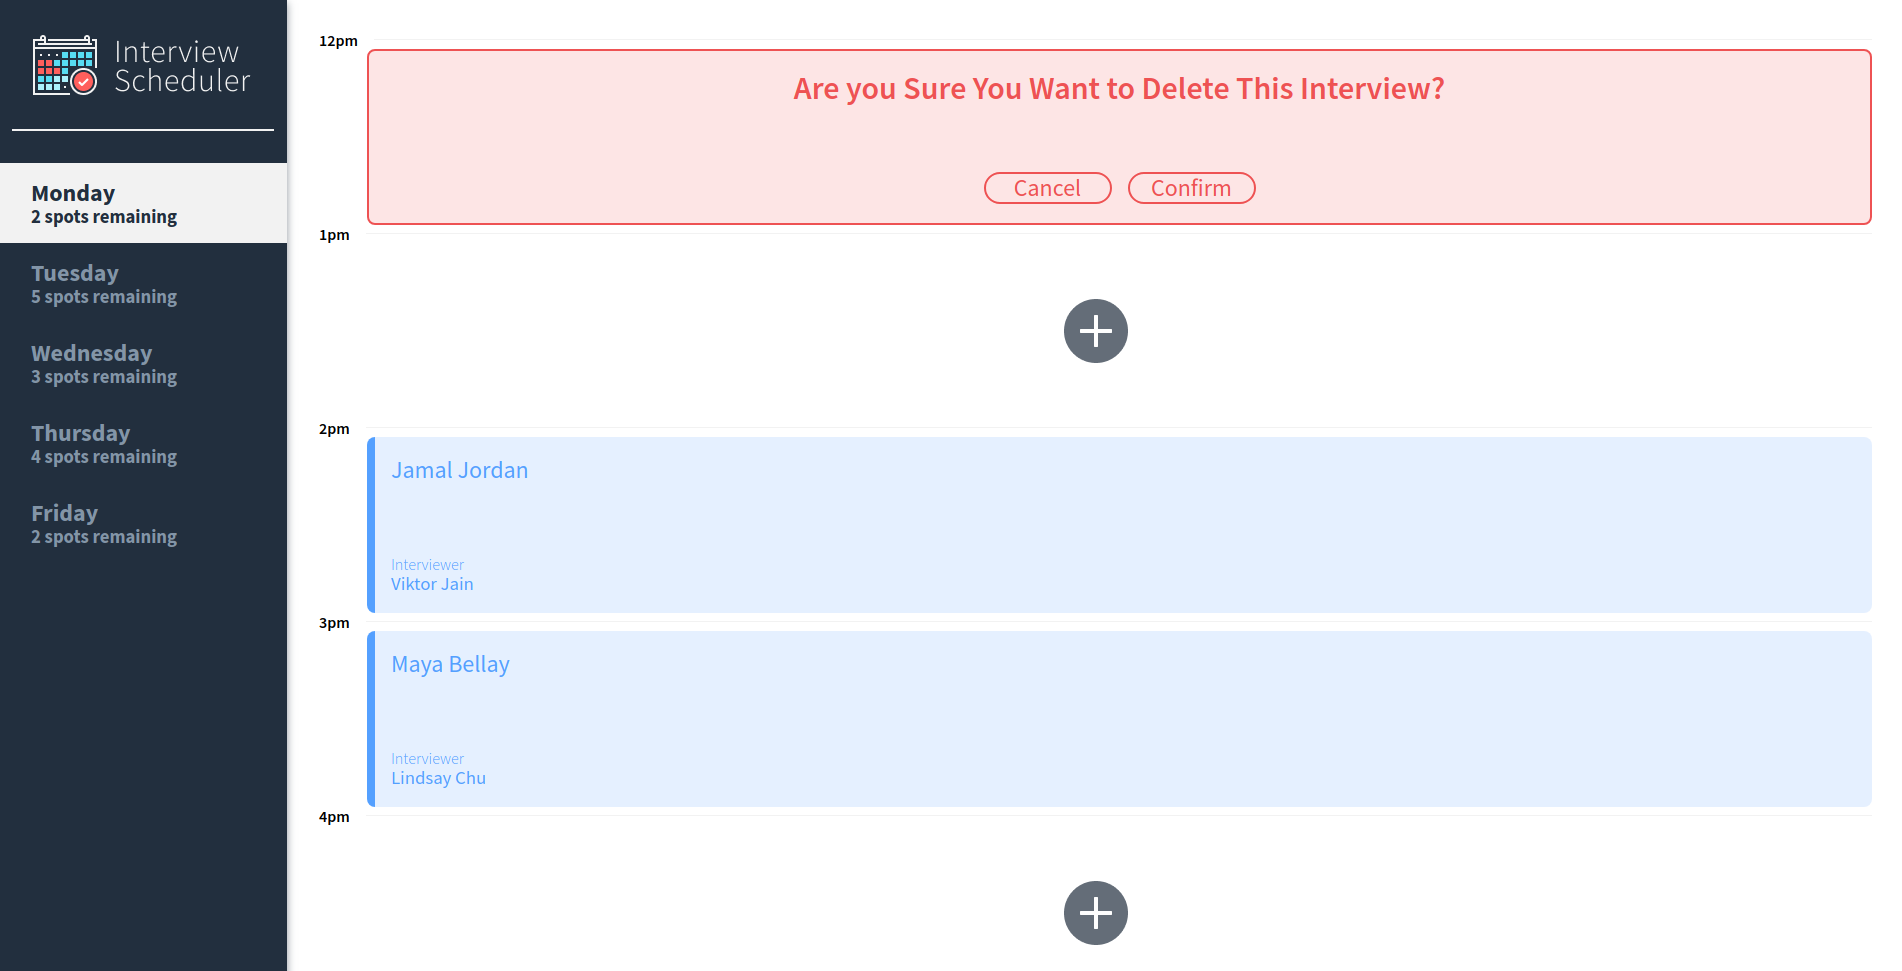 Interview
Scheduler
Monday
2 spots remaining
Tuesday
5 spots remaining
Wednesday
3 spots remaining
Thursday
4 spots remaining
Friday
2 spots remaining
12pm
Are you Sure You Want to Delete This Interview?
Cancel Confirm
1pm
2pm
Jamal Jordan
Interviewer
Viktor Jain
3pm
Maya Bellay
Interviewer
Lindsay Chu
4pm